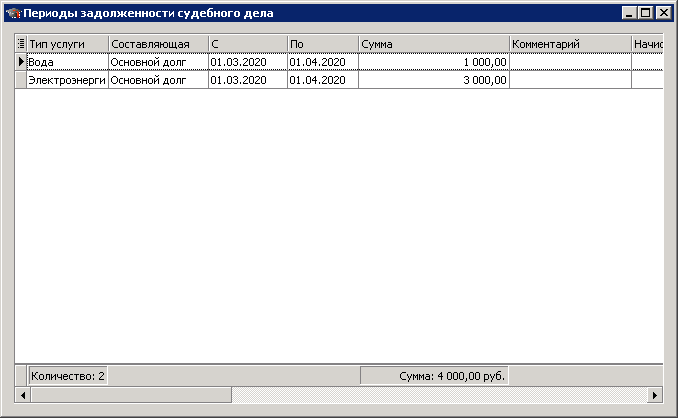 Периоды задолженности судебного дела
Тип услуги Составляющая С По Сумма Комментарий Начис
Вода Основной долг 01.03.2020 01.04.2020 1 000,00
Электроэнерги Основной долг 01.03.2020 01.04.2020 3 000,00
Количество: 2 Сумма: 4 000,00 руб.